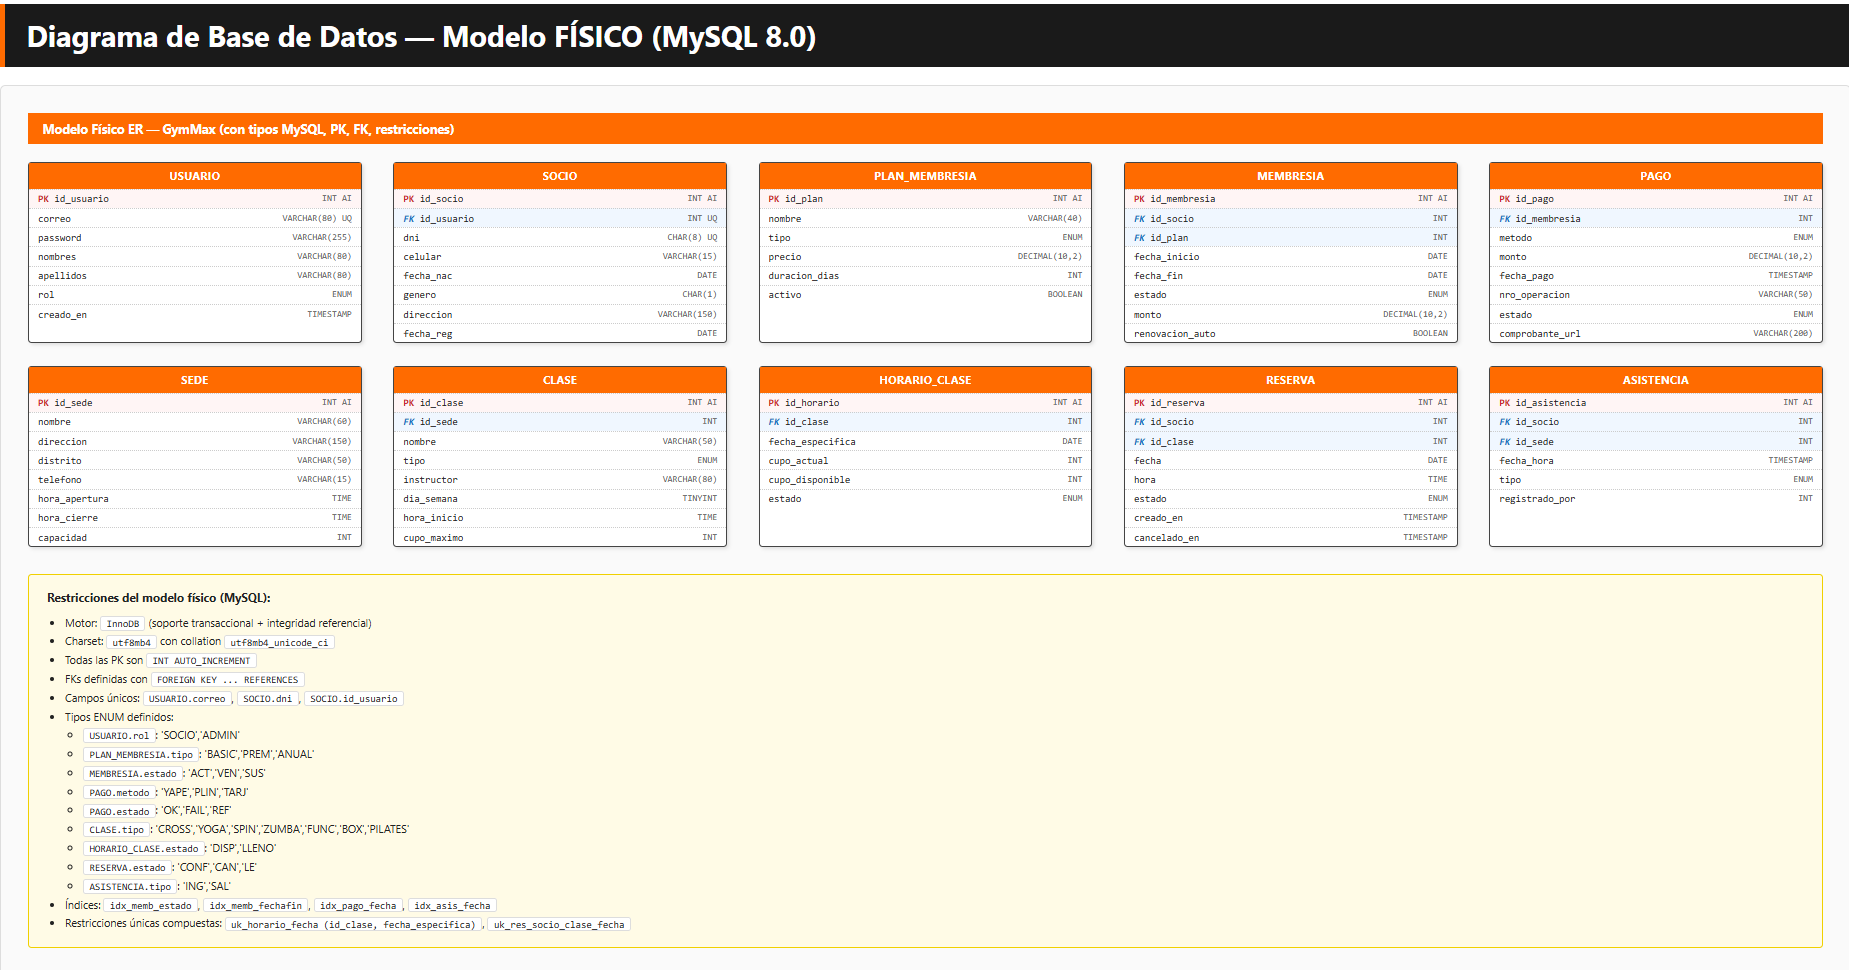 Diagrama de Base de Datos — Modelo FÍSICO (MySQL 8.0)
Modelo Físico ER — GymMax (con tipos MySQL, PK, FK, restricciones)
USUARIO
PK id_usuario INT AI
correo VARCHAR(80) UQ
password VARCHAR(255)
nombres VARCHAR(80)
apellidos VARCHAR(80)
rol ENUM
creado_en TIMESTAMP
SOCIO
PK id_socio INT AI
FK id_usuario INT UQ
dni CHAR(8) UQ
celular VARCHAR(15)
fecha_nac DATE
genero CHAR(1)
direccion VARCHAR(150)
fecha_reg DATE
PLAN_MEMBRESIA
PK id_plan INT AI
nombre VARCHAR(40)
tipo ENUM
precio DECIMAL(10,2)
duracion_dias INT
activo BOOLEAN
MEMBRESIA
PK id_membresia INT AI
FK id_socio INT
FK id_plan INT
fecha_inicio DATE
fecha_fin DATE
estado ENUM
monto DECIMAL(10,2)
renovacion_auto BOOLEAN
PAGO
PK id_pago INT AI
FK id_membresia INT
metodo ENUM
monto DECIMAL(10,2)
fecha_pago TIMESTAMP
nro_operacion VARCHAR(50)
estado ENUM
comprobante_url VARCHAR(200)
SEDE
PK id_sede INT AI
nombre VARCHAR(60)
direccion VARCHAR(150)
distrito VARCHAR(50)
telefono VARCHAR(15)
hora_apertura TIME
hora_cierre TIME
capacidad INT
CLASE
PK id_clase INT AI
FK id_sede INT
nombre VARCHAR(50)
tipo ENUM
instructor VARCHAR(80)
dia_semana TINYINT
hora_inicio TIME
cupo_maximo INT
HORARIO_CLASE
PK id_horario INT AI
FK id_clase INT
fecha_especifica DATE
cupo_actual INT
cupo_disponible INT
estado ENUM
RESERVA
PK id_reserva INT AI
FK id_socio INT
FK id_clase INT
fecha DATE
hora TIME
estado ENUM
creado_en TIMESTAMP
cancelado_en TIMESTAMP
ASISTENCIA
PK id_asistencia INT AI
FK id_socio INT
FK id_sede INT
fecha_hora TIMESTAMP
tipo ENUM
registrado_por INT
Restricciones del modelo físico (MySQL):
Motor: InnoDB (soporte transaccional + integridad referencial)
Charset: utf8mb4 con collation utf8mb4_unicode_ci
Todas las PK son INT AUTO_INCREMENT
FKs definidas con FOREIGN KEY ... REFERENCES
Campos únicos: USUARIO.correo, SOCIO.dni, SOCIO.id_usuario
Tipos ENUM definidos:
USUARIO.rol: 'SOCIO','ADMIN'
PLAN_MEMBRESIA.tipo: 'BASIC','PREM','ANUAL'
MEMBRESIA.estado: 'ACT','VEN','SUS'
PAGO.metodo: 'YAPE','PLIN','TARJ'
PAGO.estado: 'OK','FAIL','REF'
CLASE.tipo: 'CROSS','YOGA','SPIN','ZUMBA','FUNC','BOX','PILATES'
HORARIO_CLASE.estado: 'DISP','LLENO'
RESERVA.estado: 'CONF','CAN','LE'
ASISTENCIA.tipo: 'ING','SAL'
Índices: idx_memb_estado, idx_memb_fechafin, idx_pago_fecha, idx_asis_fecha
Restricciones únicas compuestas: uk_horario_fecha (id_clase, fecha_especifica), uk_res_socio_clase_fecha